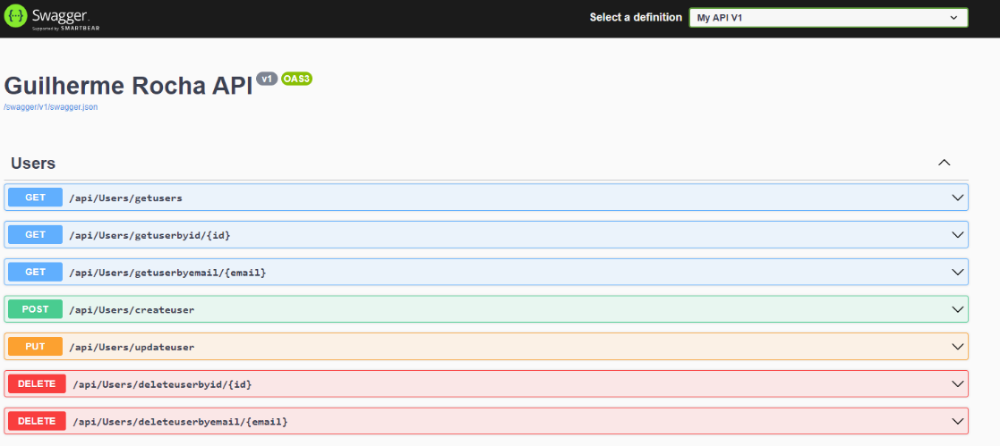 Swagger.
Supported by SMARTBEAR
Select a definition
My API V1
Guilherme Rocha API v1 OAS3
/swagger/v1/swagger.json
Users
GET /api/Users/getusers
GET /api/Users/getuserbyid/{id}
GET /api/Users/getuserbyemail/{email}
POST /api/Users/createuser
PUT /api/Users/updateuser
DELETE /api/Users/deleteuserbyid/{id}
DELETE /api/Users/deleteuserbyemail/{email}